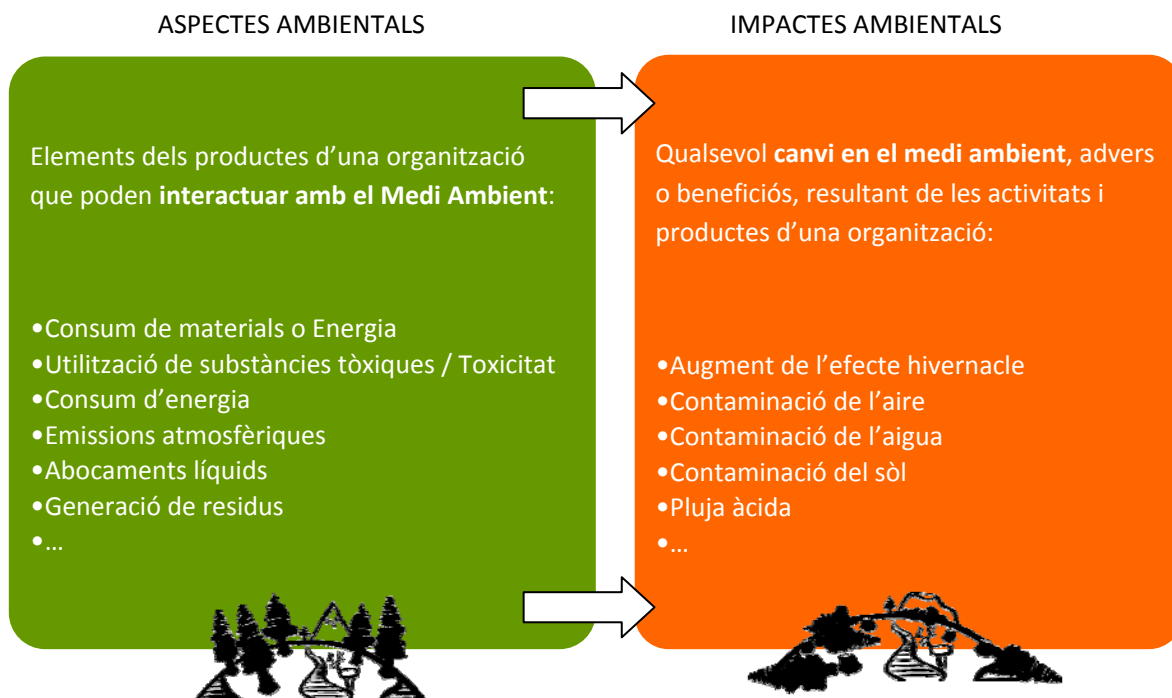 ASPECTES AMBIENTALS
Elements dels productes d’una organització
que poden interactuar amb el Medi Ambient:
•Consum de materials o Energia
•Utilització de substàncies tòxiques / Toxicitat
•Consum d’energia
•Emissions atmosfèriques
•Abocaments líquids
•Generació de residus
•…
IMPACTES AMBIENTALS
Qualsevol canvi en el medi ambient, advers
o beneficiós, resultant de les activitats i
productes d’una organització:
•Augment de l’efecte hivernacle
•Contaminació de l’aire
•Contaminació de l’aigua
•Contaminació del sòl
•Pluja àcida
•…